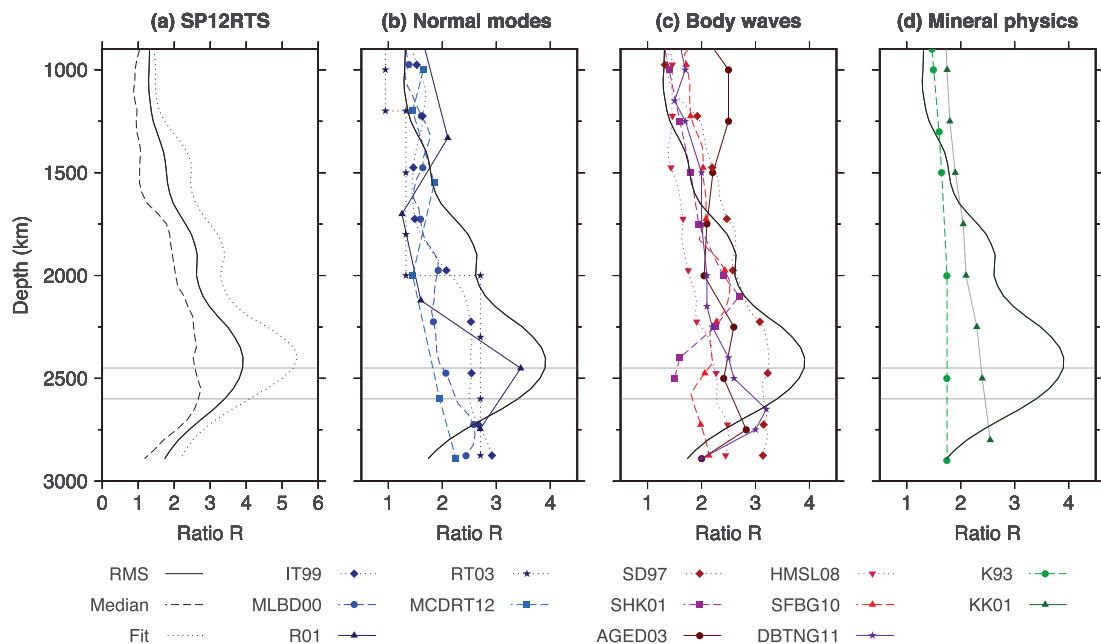 (a) SP12RTS (b) Normal modes (c) Body waves (d) Mineral physics
1000
1500
2000
2500
3000
Depth (km)
0 1 2 3 4 5 6 1 2 3 4 1 2 3 4 1 2 3 4
Ratio R Ratio R Ratio R Ratio R
RMS IT99 RT03 SD97 HMSL08 K93
Median MLBD00 MCDRT12 SHK01 SFBG10 KK01
Fit R01 AGED03 DBTNG11